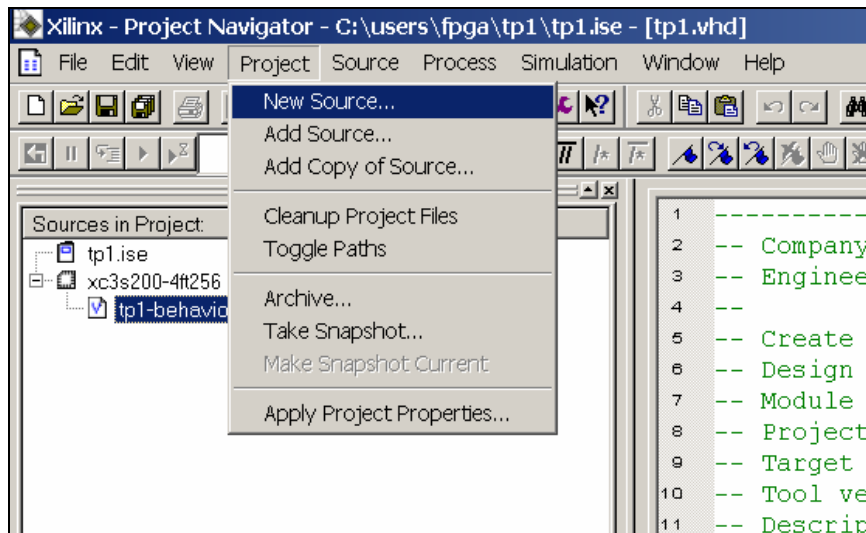 Xilinx - Project Navigator - C:\users\fpga\tp1\tp1.ise - [tp1.vhd]
File Edit View Project Source Process Simulation Window Help
New Source...
Add Source...
Add Copy of Source...
Cleanup Project Files
Toggle Paths
Archive...
Take Snapshot...
Make Snapshot Current
Apply Project Properties...
Sources in Project:
tp1.ise
xc3s200-4ft256
tp1-behavio
1 ----------
2 -- Company
3 -- Enginee
4 --
5 -- Create
6 -- Design
7 -- Module
8 -- Project
9 -- Target
10 -- Tool ve
11 -- Descrip